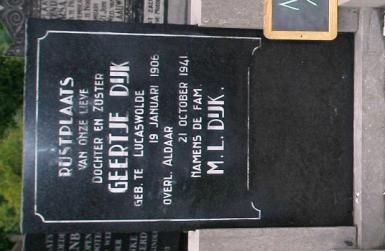 RUSTPLAATS
VAN ONZE LIEVE
DOCHTER EN ZUSTER
GEERTJE DIJK
GEB. TE LUCASWOLDE
19 JANUARI 1906
OVERL. ALDAAR
21 OCTOBER 1941
NAMENS DE FAM.
M. L. DIJK.